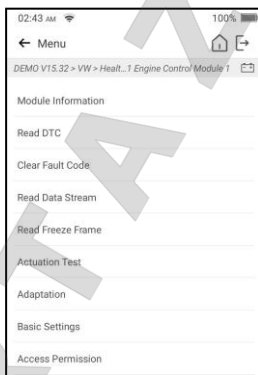 02:43 AM 100%
← Menu
DEMO V15.32 > VW > Healt...1 Engine Control Module 1
Module Information
Read DTC
Clear Fault Code
Read Data Stream
Read Freeze Frame
Actuation Test
Adaptation
Basic Settings
Access Permission